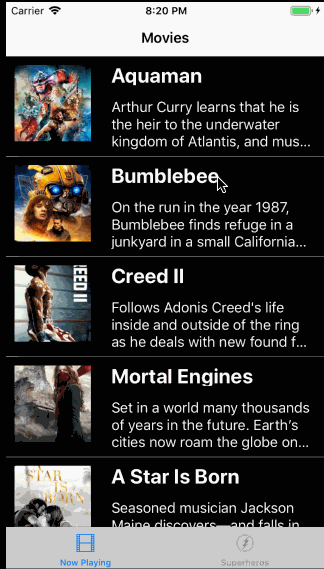 Carrier 8:20 PM
Movies
Aquaman
Arthur Curry learns that he is
the heir to the underwater
kingdom of Atlantis, and mus...
Bumblebee
On the run in the year 1987,
Bumblebee finds refuge in a
junkyard in a small California...
CREED II
Creed II
Follows Adonis Creed's life
inside and outside of the ring
as he deals with new found f...
Mortal Engines
Set in a world many thousands
of years in the future. Earth's
cities now roam the globe on...
A STAR
IS
BORN
A Star Is Born
Seasoned musician Jackson
Maine discovers—and falls in
Now Playing
Superheros